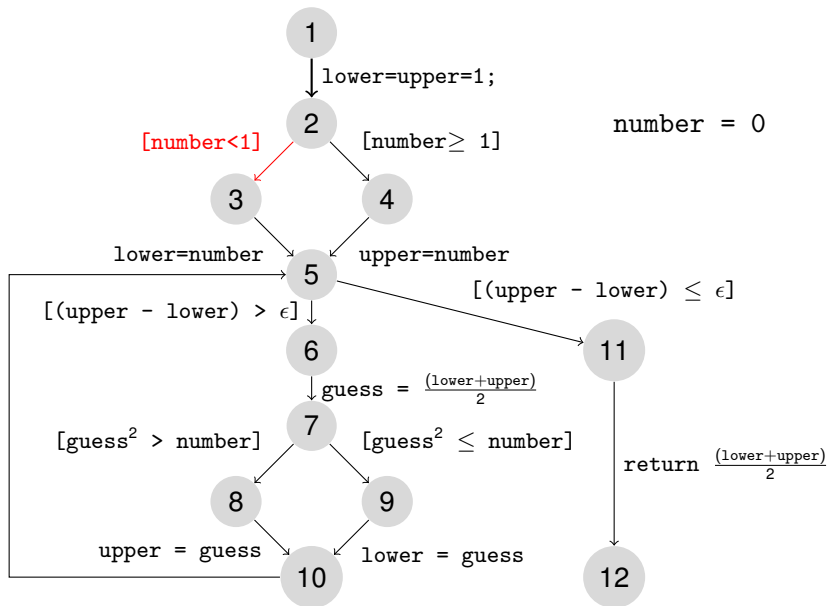 1
lower=upper=1;
2
number = 0
[number<1]
[number≥ 1]
3
4
lower=number
upper=number
5
[(upper - lower) > ϵ]
[(upper - lower) ≤ ϵ]
6
11
guess = (lower+upper)/2
7
[guess² > number]
[guess² ≤ number]
return (lower+upper)/2
8
9
upper = guess
lower = guess
10
12